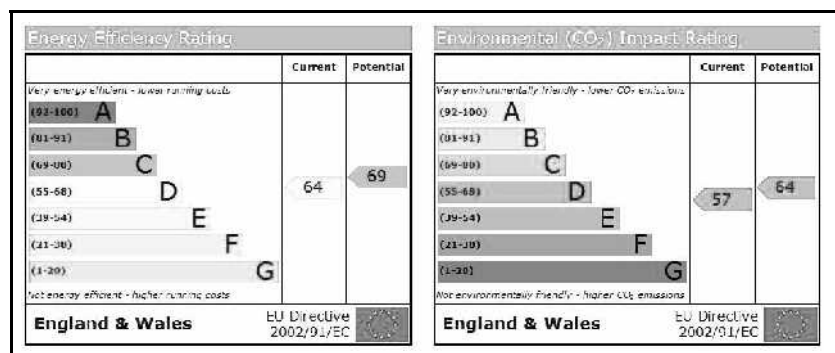 Energy Efficiency Rating
Current Potential
Very energy efficient - lower running costs
(92-100) A
(81-91) B
(69-80) C
(55-68) D
(39-54) E
(21-38) F
(1-20) G
64
69
Not energy efficient - higher running costs
England & Wales
EU Directive
2002/91/EC
Environmental (CO₂) Impact Rating
Current Potential
Very environmentally friendly - lower CO₂ emissions
(92-100) A
(81-91) B
(69-80) C
(55-68) D
(39-54) E
(21-38) F
(1-20) G
57
64
Not environmentally friendly - higher CO₂ emissions
England & Wales
EU Directive
2002/91/EC